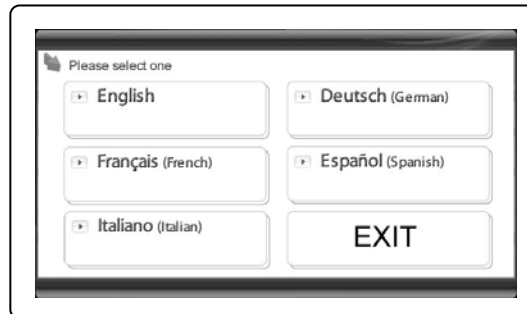 Please select one
English
Deutsch (German)
Français (French)
Español (Spanish)
Italiano (Italian)
EXIT